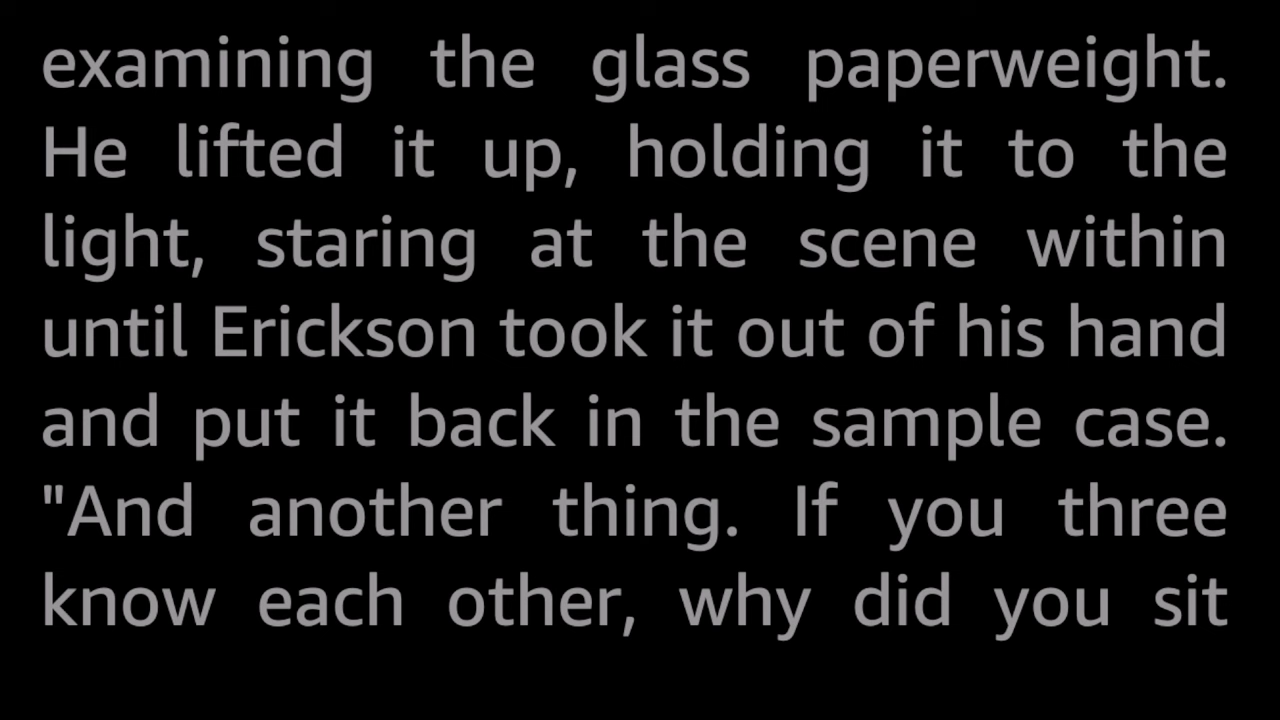 examining the glass paperweight.
He lifted it up, holding it to the
light, staring at the scene within
until Erickson took it out of his hand
and put it back in the sample case.
"And another thing. If you three
know each other, why did you sit